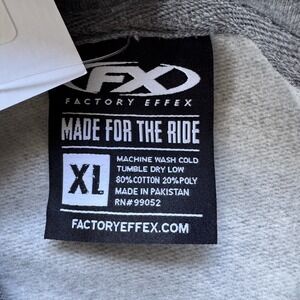 FX
FACTORY EFFEX
MADE FOR THE RIDE
XL
MACHINE WASH COLD
TUMBLE DRY LOW
80%COTTON 20%POLY
MADE IN PAKISTAN
RN#99052
FACTORYEFFEX.COM